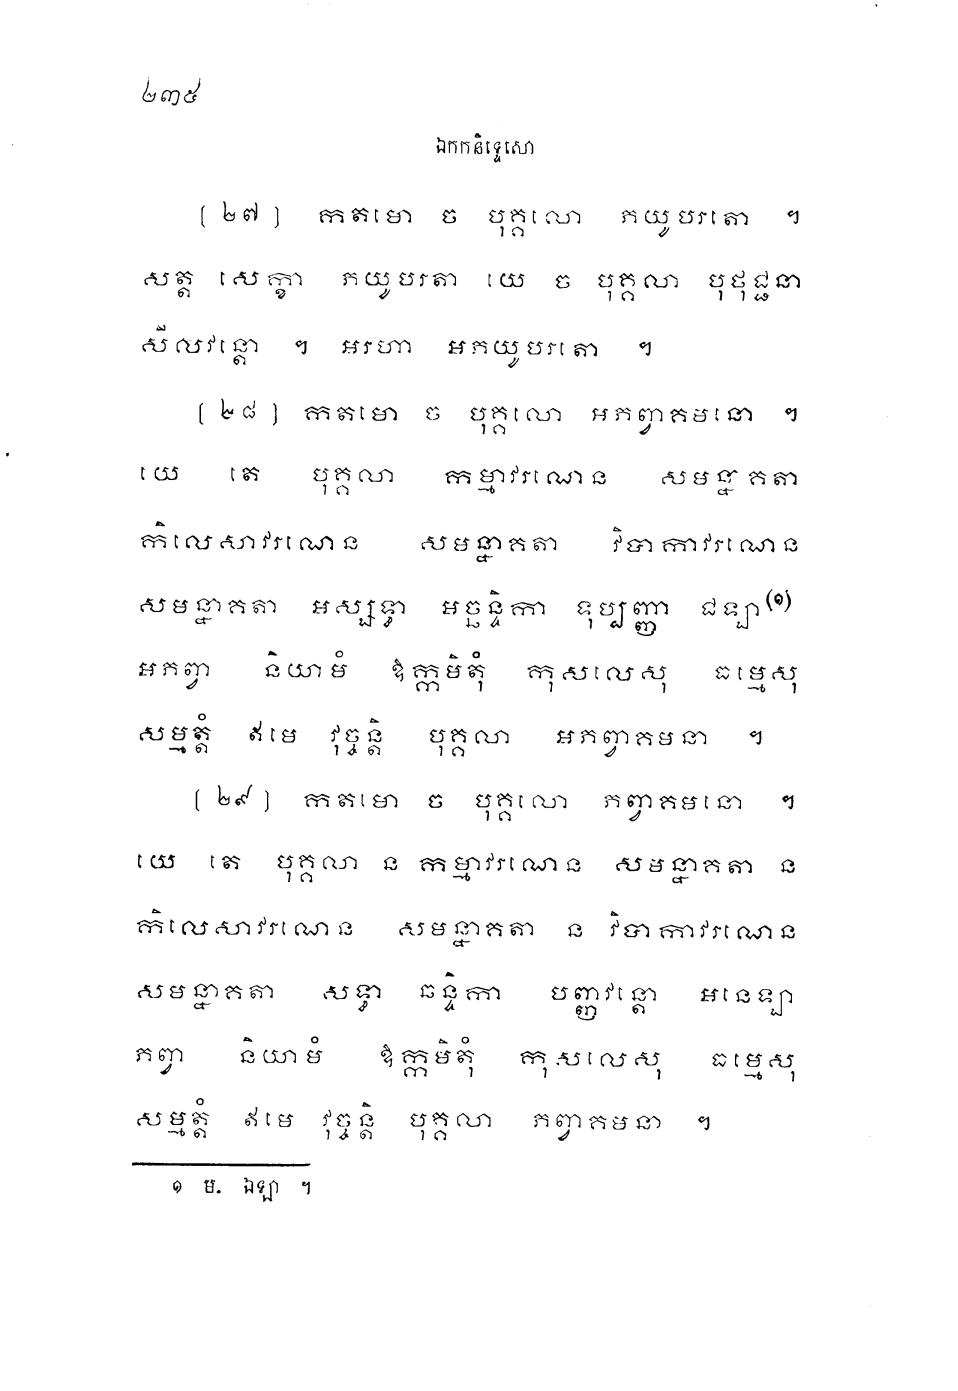 ២៣៥
ឯកកនិទ្ទេសោ
(២៧) កតមោ ច បុគ្គលោ ភយូបរតោ ។
សត្ត សេក្ខា ភយូបរតា យេ ច បុគ្គលា បុថុជ្ជនា
សីលវន្តោ ។ អរហា អភយូបរតោ ។
(២៨) កតមោ ច បុគ្គលោ អភព្វាគមនោ ។
យេ តេ បុគ្គលា កម្មាវរណេន សមន្នាគតា
កិលេសាវរណេន សមន្នាគតា វិបាកាវរណេន
សមន្នាគតា អស្សទ្ធា អច្ឆន្ទិកា ទុប្បញ្ញា ជឡា(១)
អភព្វា និយាមំ ឱក្កមិតុំ កុសលេសុ ធម្មេសុ
សម្មត្តំ ឥមេ វុច្ចន្តិ បុគ្គលា អភព្វាគមនា ។
(២៩) កតមោ ច បុគ្គលោ ភព្វាគមនោ ។
យេ តេ បុគ្គលា ន កម្មាវរណេន សមន្នាគតា ន
កិលេសាវរណេន សមន្នាគតា ន វិបាកាវរណេន
សមន្នាគតា សទ្ធា ឆន្ទិកា បញ្ញវន្តោ អនេឡា
ភព្វា និយាមំ ឱក្កមិតុំ កុសលេសុ ធម្មេសុ
សម្មត្តំ ឥមេ វុច្ចន្តិ បុគ្គលា ភព្វាគមនា ។
១ ម. ឯឡា ។